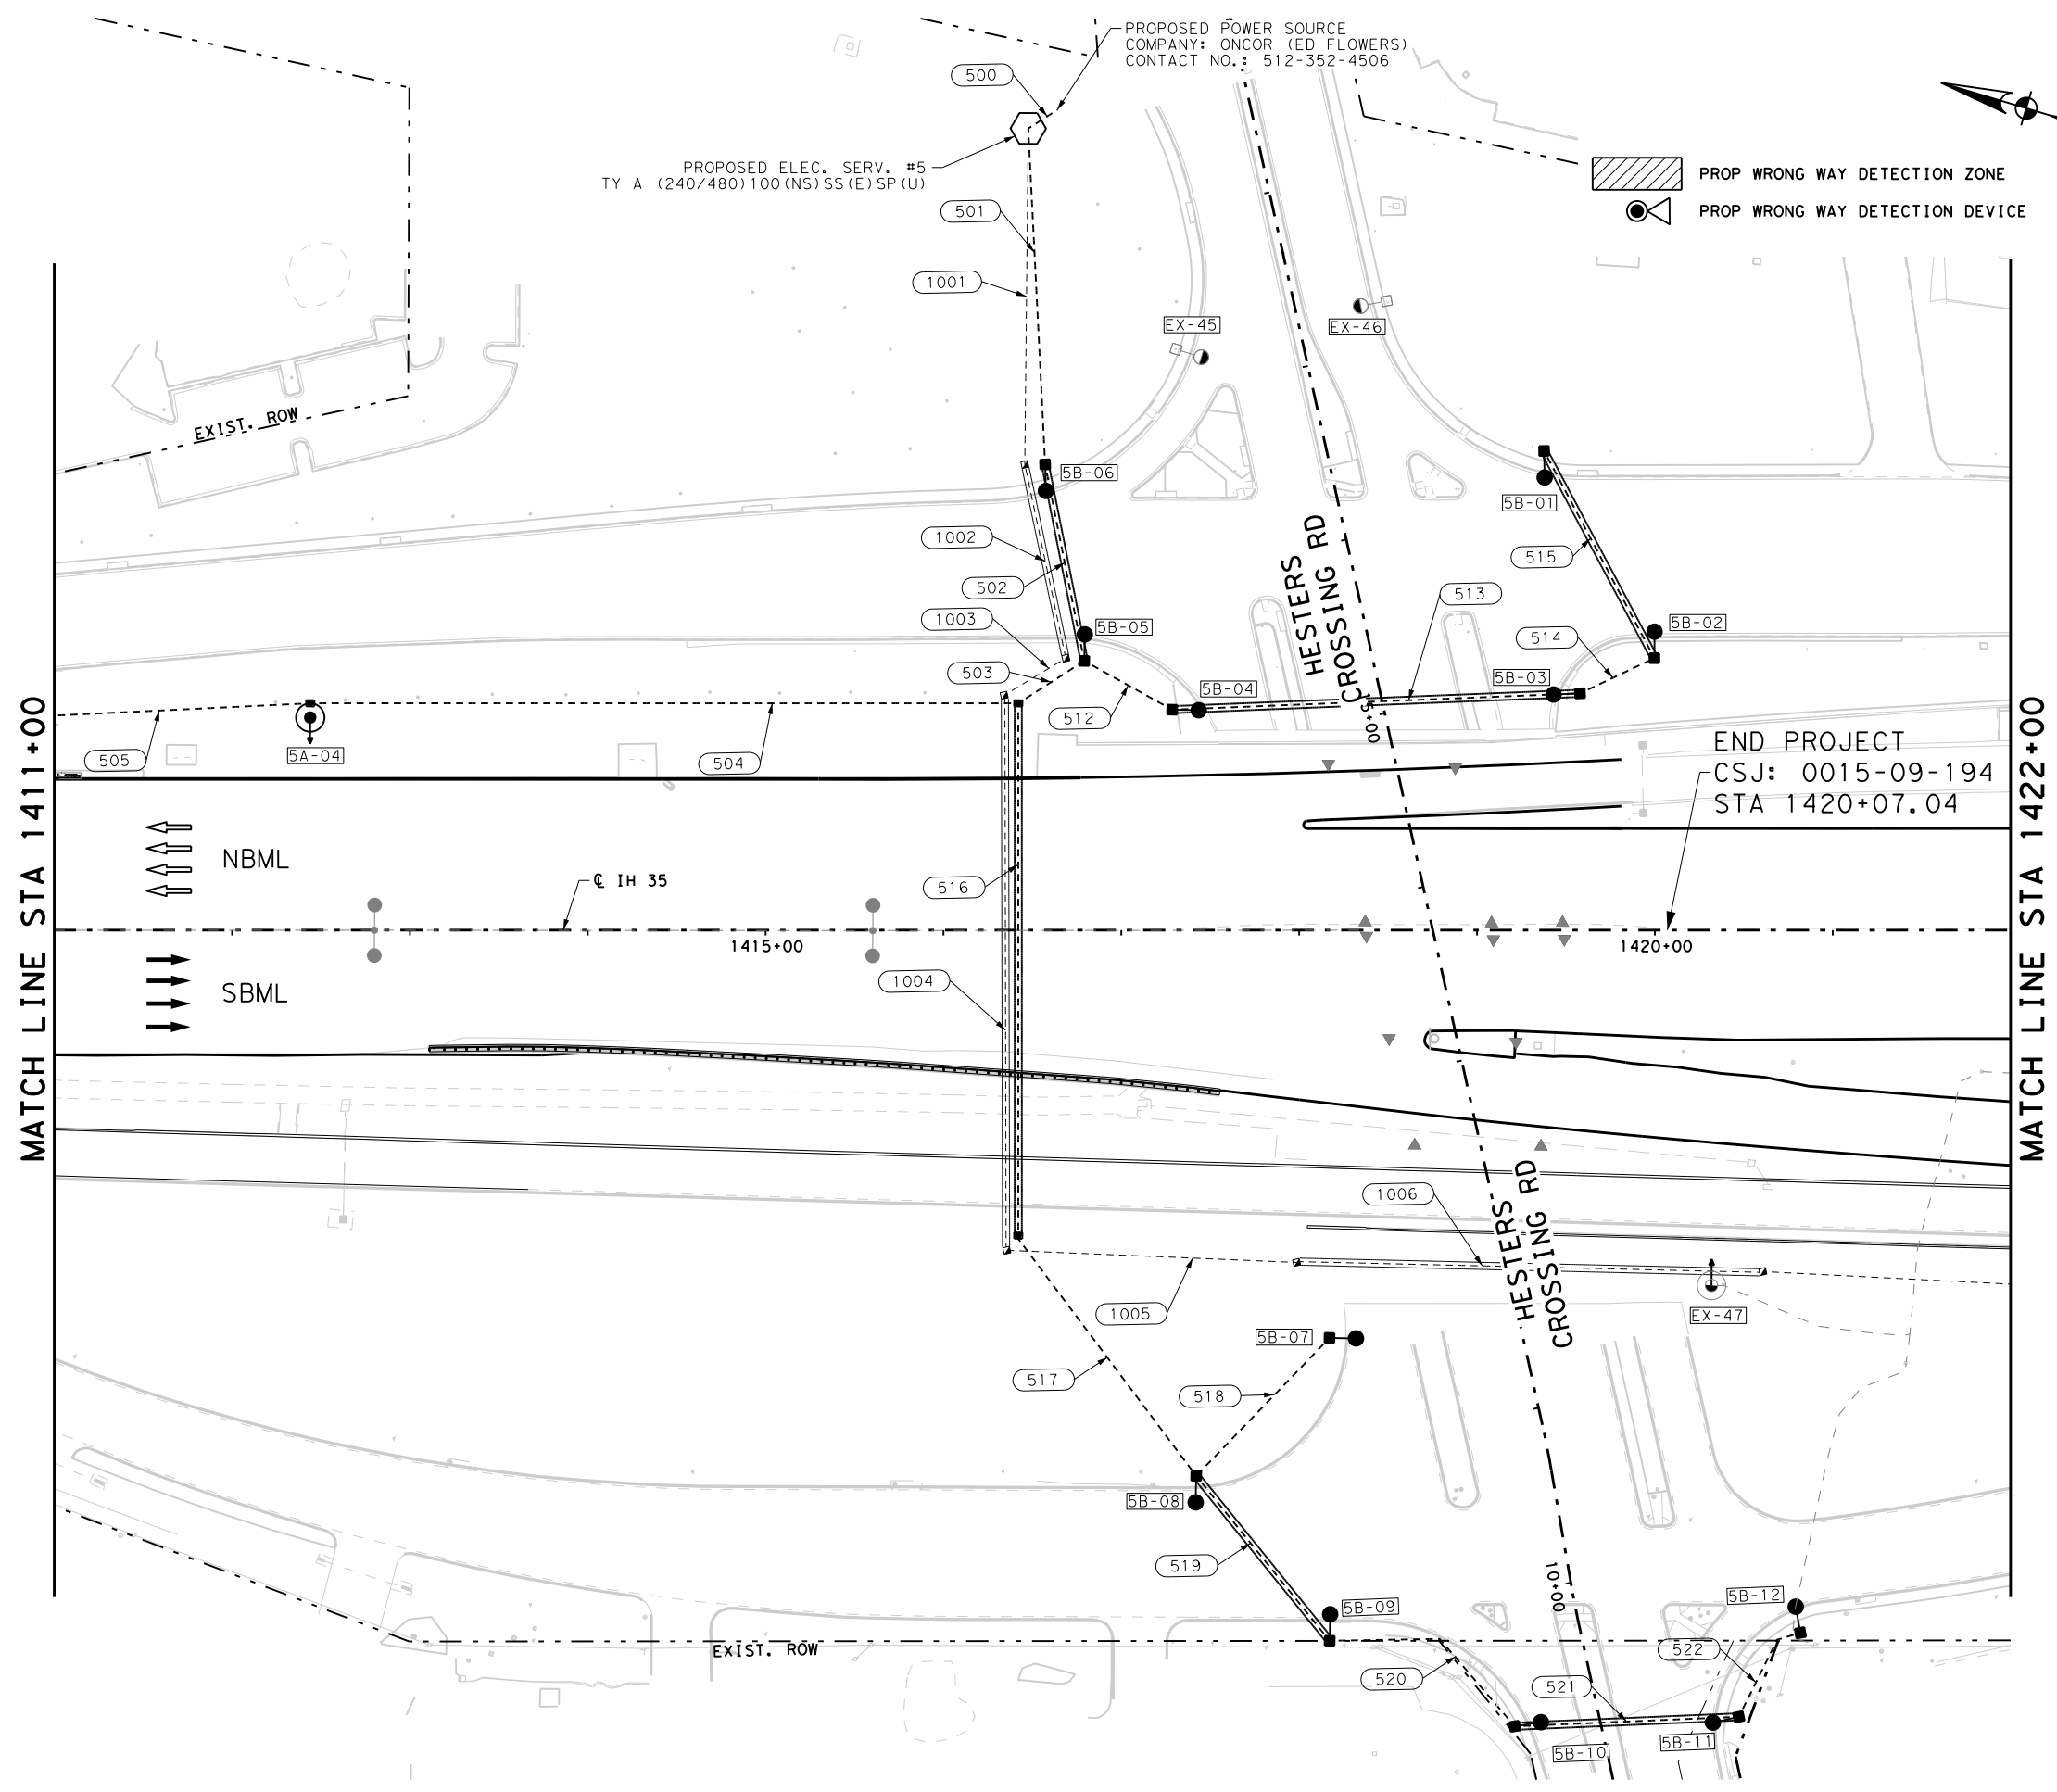 PROPOSED POWER SOURCE
COMPANY: ONCOR (ED FLOWERS)
CONTACT NO.: 512-352-4506
500
PROPOSED ELEC. SERV. #5
TY A (240/480)100(NS)SS(E)SP(U)
PROP WRONG WAY DETECTION ZONE
PROP WRONG WAY DETECTION DEVICE
501
1001
EX-45
EX-46
EXIST. ROW
5B-06
5B-01
1002
502
515
HESTERS
CROSSING RD
513
1003
5B-05
5B-02
514
503
5B-03
5B-04
512
5+00
505
5A-04
504
END PROJECT
CSJ: 0015-09-194
STA 1420+07.04
MATCH LINE STA 1411+00
MATCH LINE STA 1422+00
NBML
℄ IH 35
516
1415+00
1420+00
1004
SBML
1006
HESTERS
CROSSING RD
1005
EX-47
5B-07
517
518
5B-08
519
10+00
5B-09
5B-12
EXIST. ROW
520
521
522
5B-10
5B-11